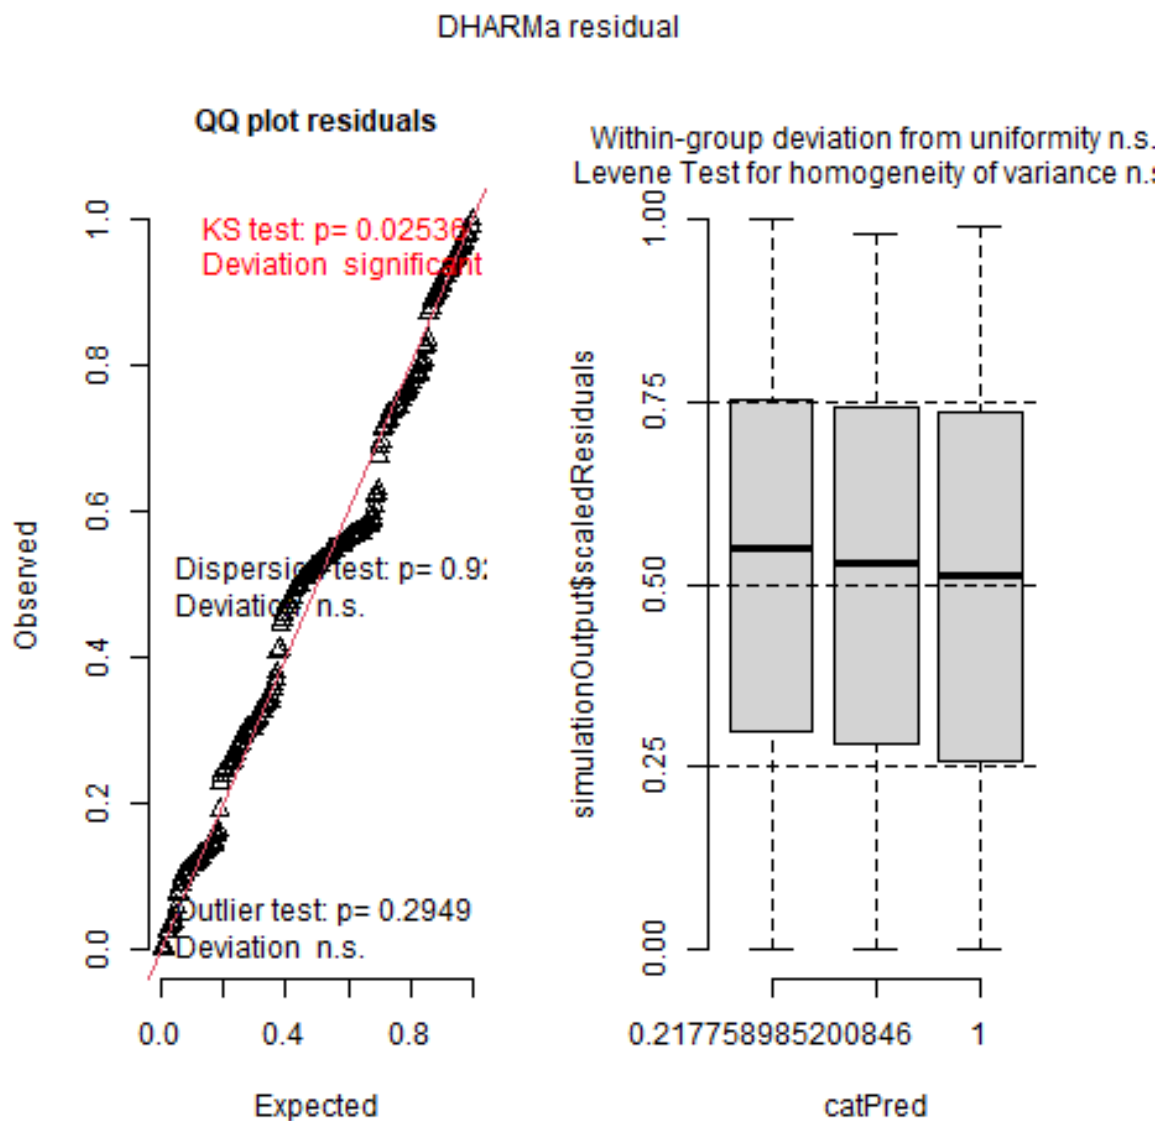 DHARMa residual
QQ plot residuals
KS test: p= 0.02536
Deviation significant
Dispersion test: p= 0.92
Deviation n.s.
Outlier test: p= 0.2949
Deviation n.s.
Observed
0.0
0.2
0.4
0.6
0.8
1.0
0.0
0.4
0.8
Expected
Within-group deviation from uniformity n.s.
Levene Test for homogeneity of variance n.s
simulationOutput$scaledResiduals
0.00
0.25
0.50
0.75
1.00
0.217758985200846
1
catPred